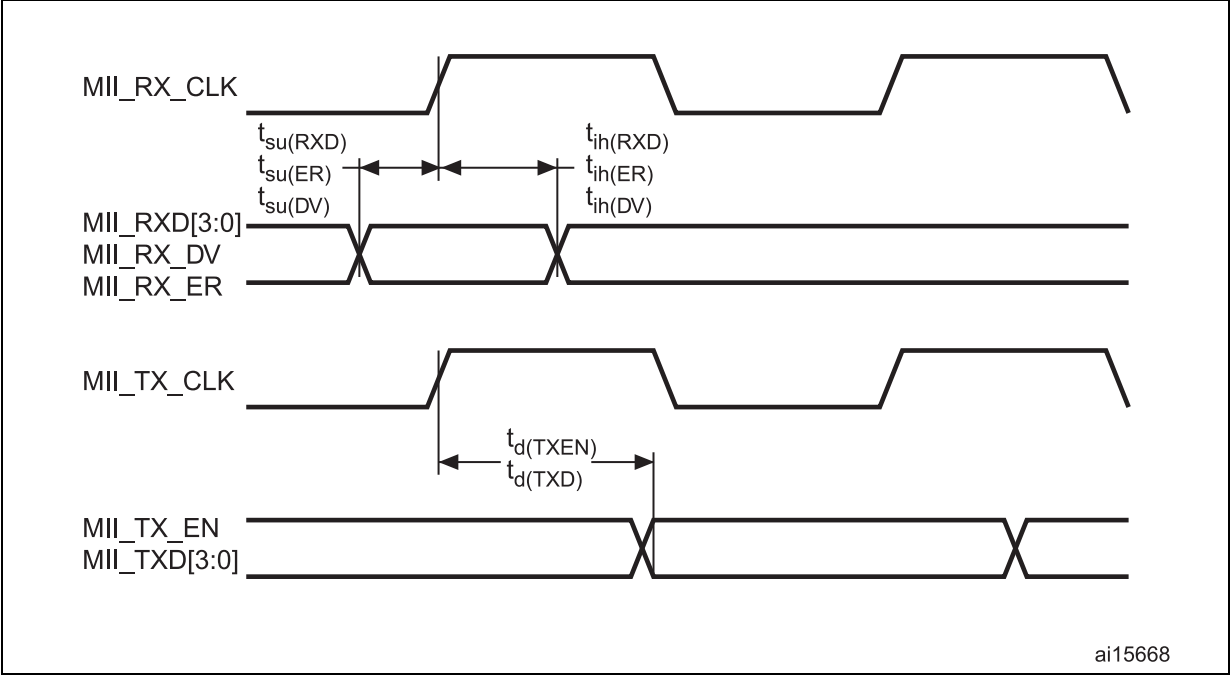 MII_RX_CLK
tsu(RXD)
tsu(ER)
tsu(DV)
tih(RXD)
tih(ER)
tih(DV)
MII_RXD[3:0]
MII_RX_DV
MII_RX_ER
MII_TX_CLK
td(TXEN)
td(TXD)
MII_TX_EN
MII_TXD[3:0]
ai15668